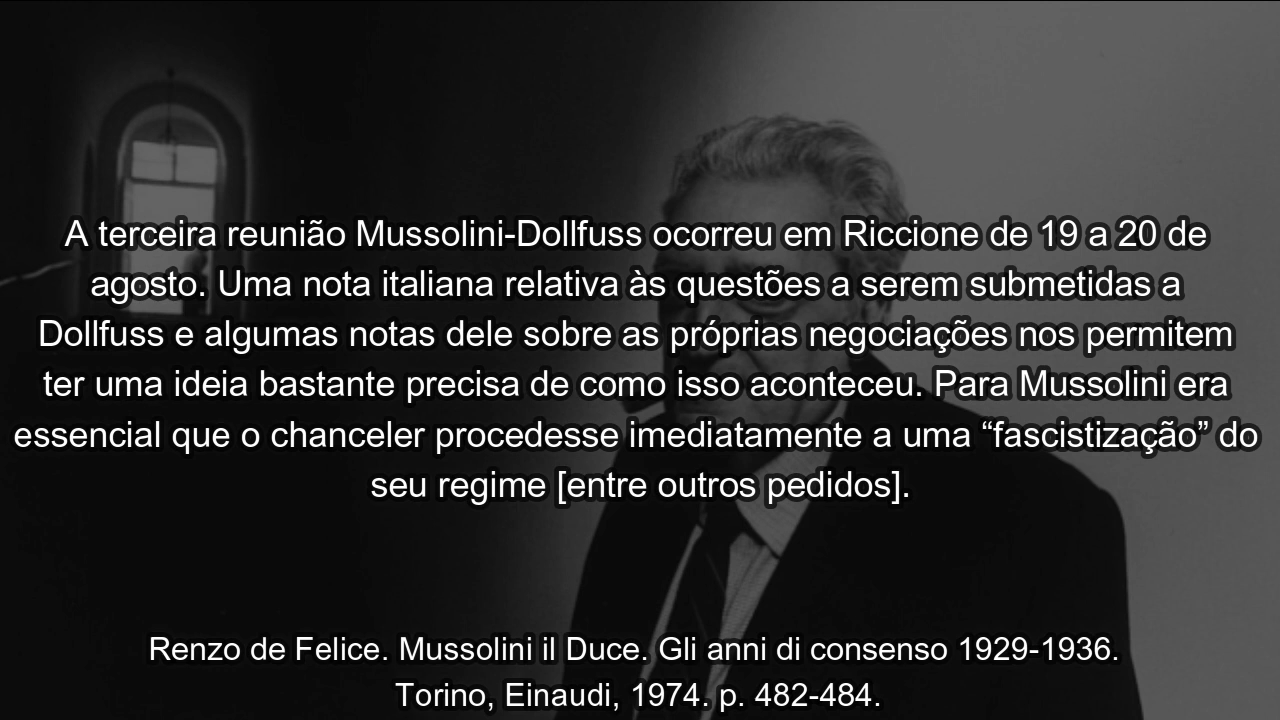 A terceira reunião Mussolini-Dollfuss ocorreu em Riccione de 19 a 20 de
agosto. Uma nota italiana relativa às questões a serem submetidas a
Dollfuss e algumas notas dele sobre as próprias negociações nos permitem
ter uma ideia bastante precisa de como isso aconteceu. Para Mussolini era
essencial que o chanceler procedesse imediatamente a uma “fascistização” do
seu regime [entre outros pedidos].
Renzo de Felice. Mussolini il Duce. Gli anni di consenso 1929-1936.
Torino, Einaudi, 1974. p. 482-484.